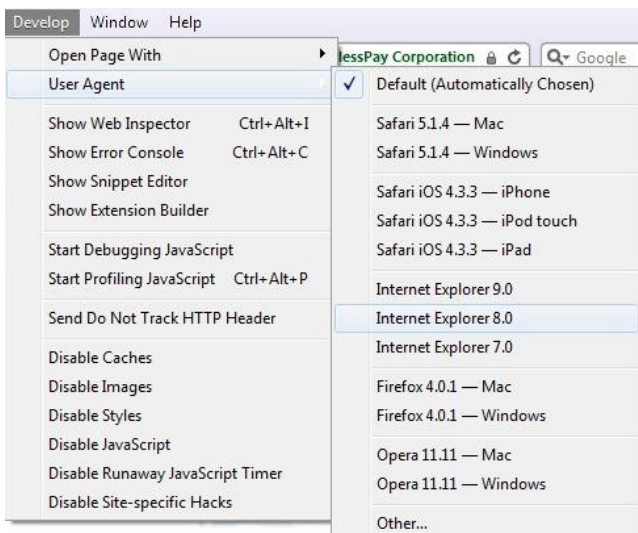 Develop Window Help
lessPay Corporation Google
Open Page With
User Agent
Show Web Inspector Ctrl+Alt+I
Show Error Console Ctrl+Alt+C
Show Snippet Editor
Show Extension Builder
Start Debugging JavaScript
Start Profiling JavaScript Ctrl+Alt+P
Send Do Not Track HTTP Header
Disable Caches
Disable Images
Disable Styles
Disable JavaScript
Disable Runaway JavaScript Timer
Disable Site-specific Hacks
Default (Automatically Chosen)
Safari 5.1.4 — Mac
Safari 5.1.4 — Windows
Safari iOS 4.3.3 — iPhone
Safari iOS 4.3.3 — iPod touch
Safari iOS 4.3.3 — iPad
Internet Explorer 9.0
Internet Explorer 8.0
Internet Explorer 7.0
Firefox 4.0.1 — Mac
Firefox 4.0.1 — Windows
Opera 11.11 — Mac
Opera 11.11 — Windows
Other...